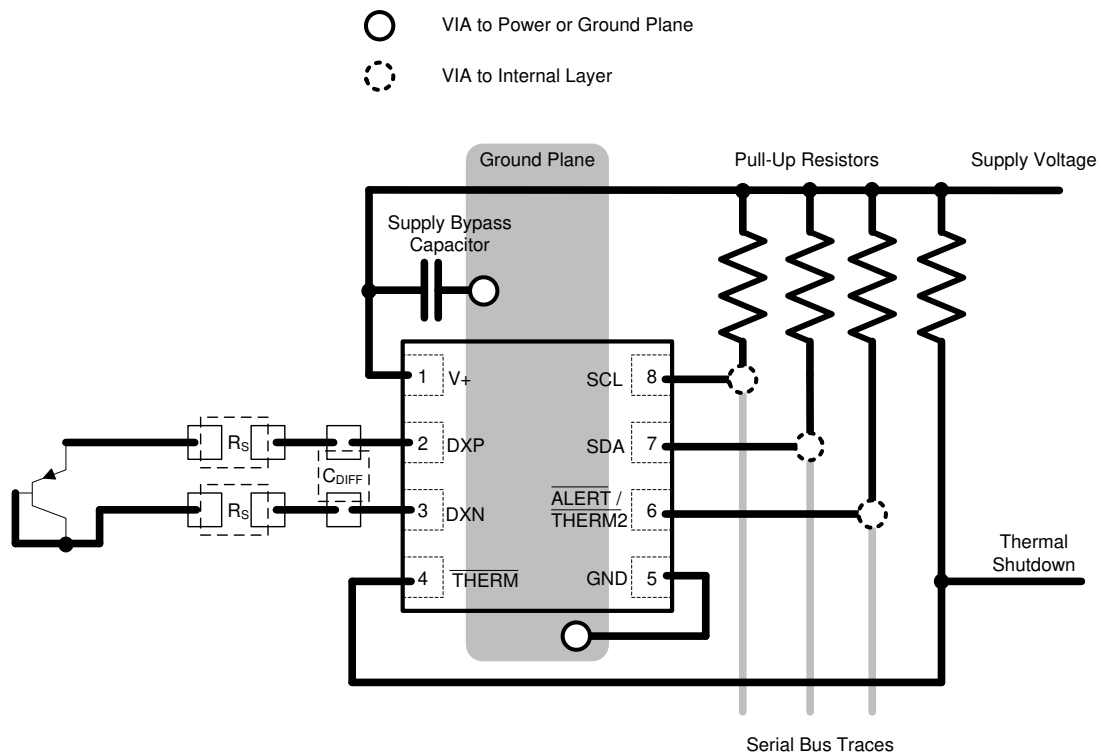 VIA to Power or Ground Plane
VIA to Internal Layer
Ground Plane
Pull-Up Resistors
Supply Voltage
Supply Bypass
Capacitor
1 V+
SCL 8
RS
2 DXP
SDA 7
CDIFF
RS
3 DXN
ALERT /
THERM2
6
4 THERM
GND 5
Thermal
Shutdown
Serial Bus Traces